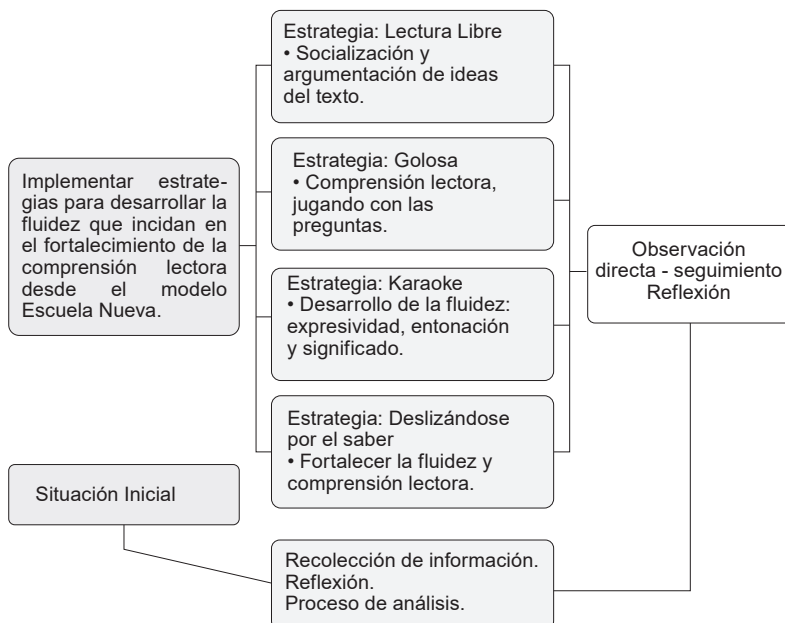 Implementar estrate-
gias para desarrollar la
fluidez que incidan en
el fortalecimiento de la
comprensión lectora
desde el modelo
Escuela Nueva.
Estrategia: Lectura Libre
• Socialización y
argumentación de ideas
del texto.
Estrategia: Golosa
• Comprensión lectora,
jugando con las
preguntas.
Estrategia: Karaoke
• Desarrollo de la fluidez:
expresividad, entonación
y significado.
Estrategia: Deslizándose
por el saber
• Fortalecer la fluidez y
comprensión lectora.
Observación
directa - seguimiento
Reflexión
Situación Inicial
Recolección de información.
Reflexión.
Proceso de análisis.